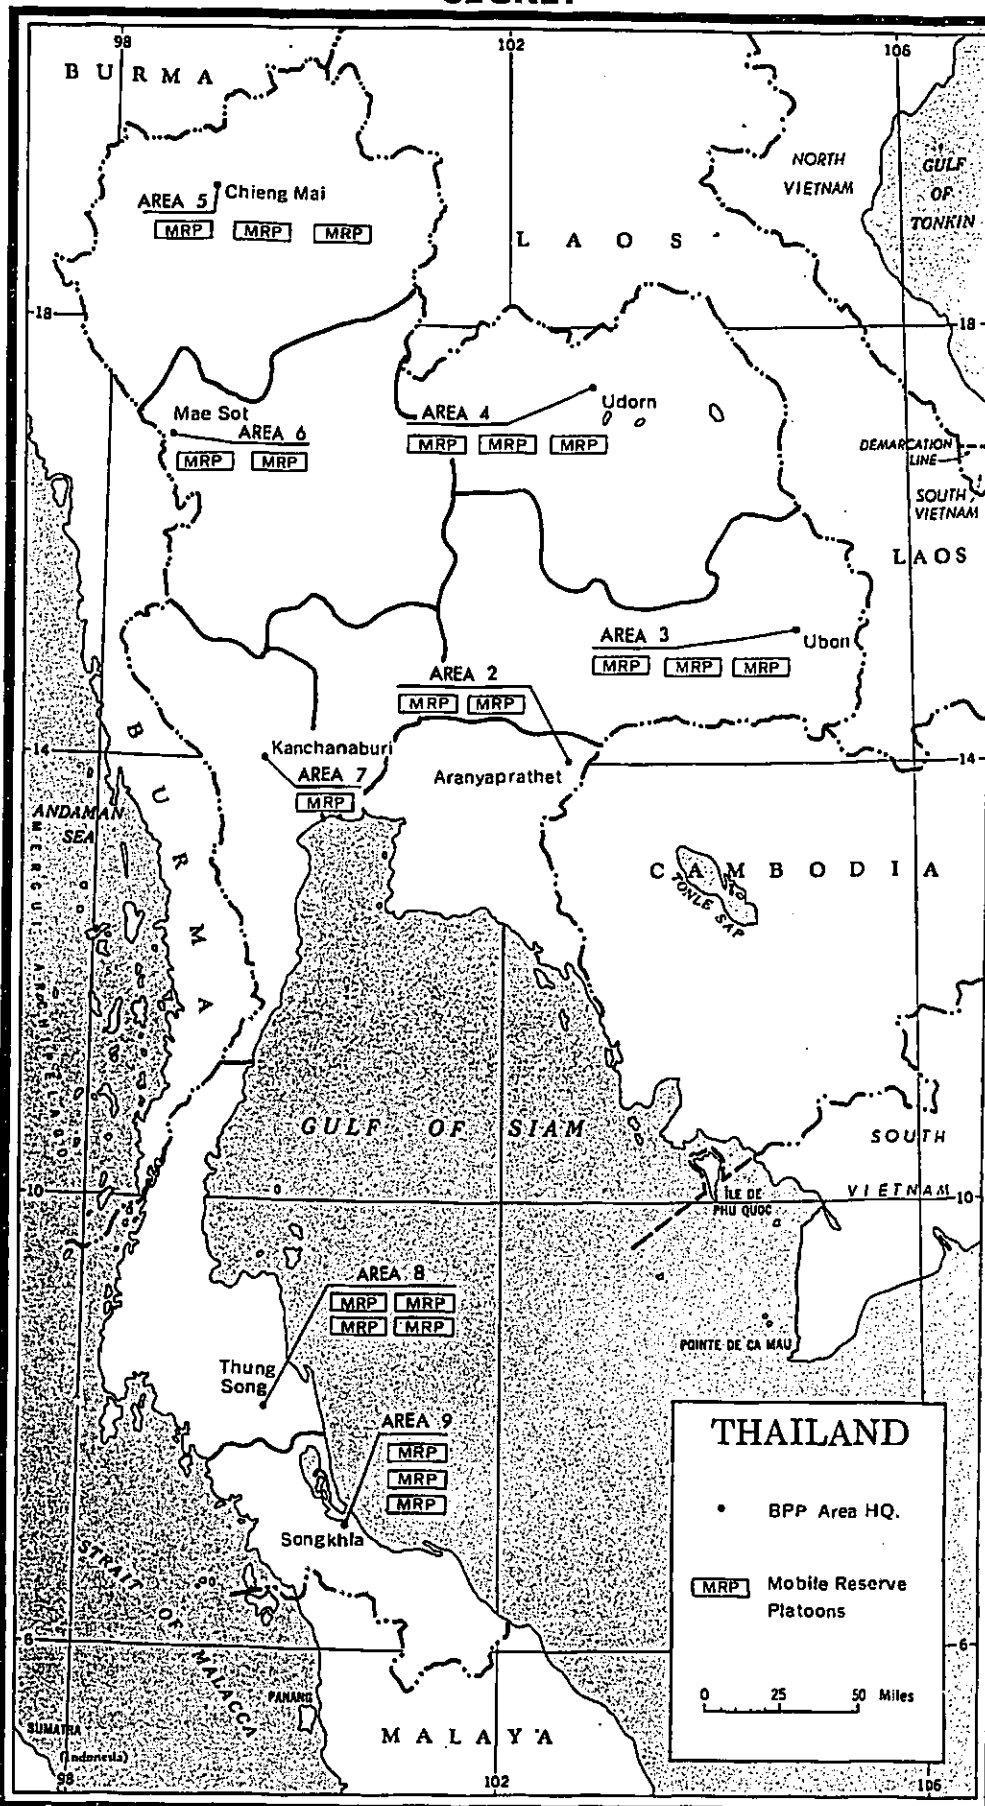 98
102
106
BURMA
NORTH
VIETNAM
GULF
OF
TONKIN
AREA 5
Chieng Mai
MRP MRP MRP
LAOS
18
18
Mae Sot
AREA 6
MRP MRP
AREA 4
Udorn
MRP MRP MRP
DEMARCATION
LINE
SOUTH
VIETNAM
LAOS
AREA 3
Ubon
MRP MRP MRP
AREA 2
MRP MRP
BURMA
14
Kanchanaburi
AREA 7
MRP
Aranyaprathet
14
ANDAMAN
SEA
MERGUI ARCHIPELAGO
CAMBODIA
TONLE SAP
GULF OF SIAM
SOUTH
VIETNAM
10
10
ÎLE DE
PHU QUOC
AREA 8
MRP MRP
MRP MRP
POINTE DE CA MAU
Thung
Song
AREA 9
MRP
MRP
MRP
Songkhla
STRAIT OF MALACCA
6
6
PANANG
SUMATRA
(Indonesia)
MALAYA
98
102
106
THAILAND
BPP Area HQ.
MRP Mobile Reserve
Platoons
0 25 50 Miles